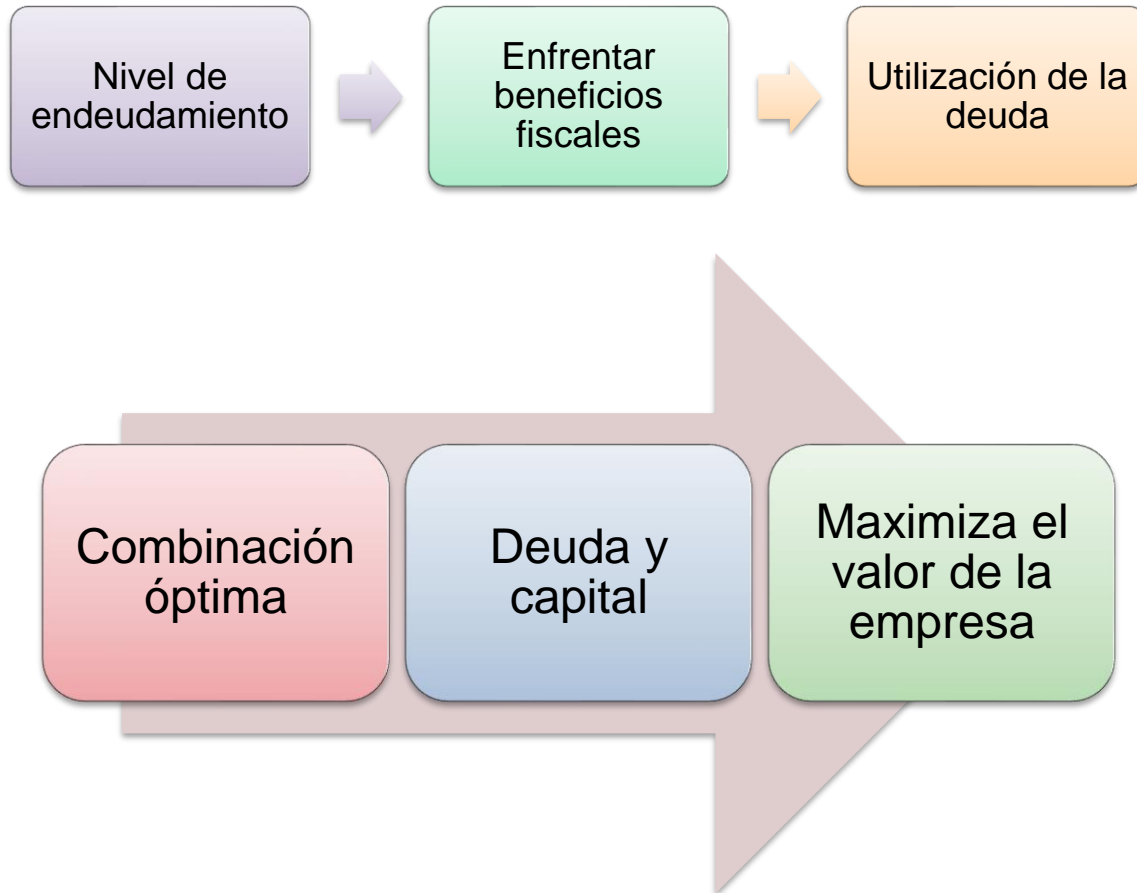 Nivel de
endeudamiento
Enfrentar
beneficios
fiscales
Utilización de la
deuda
Combinación
óptima
Deuda y
capital
Maximiza el
valor de la
empresa